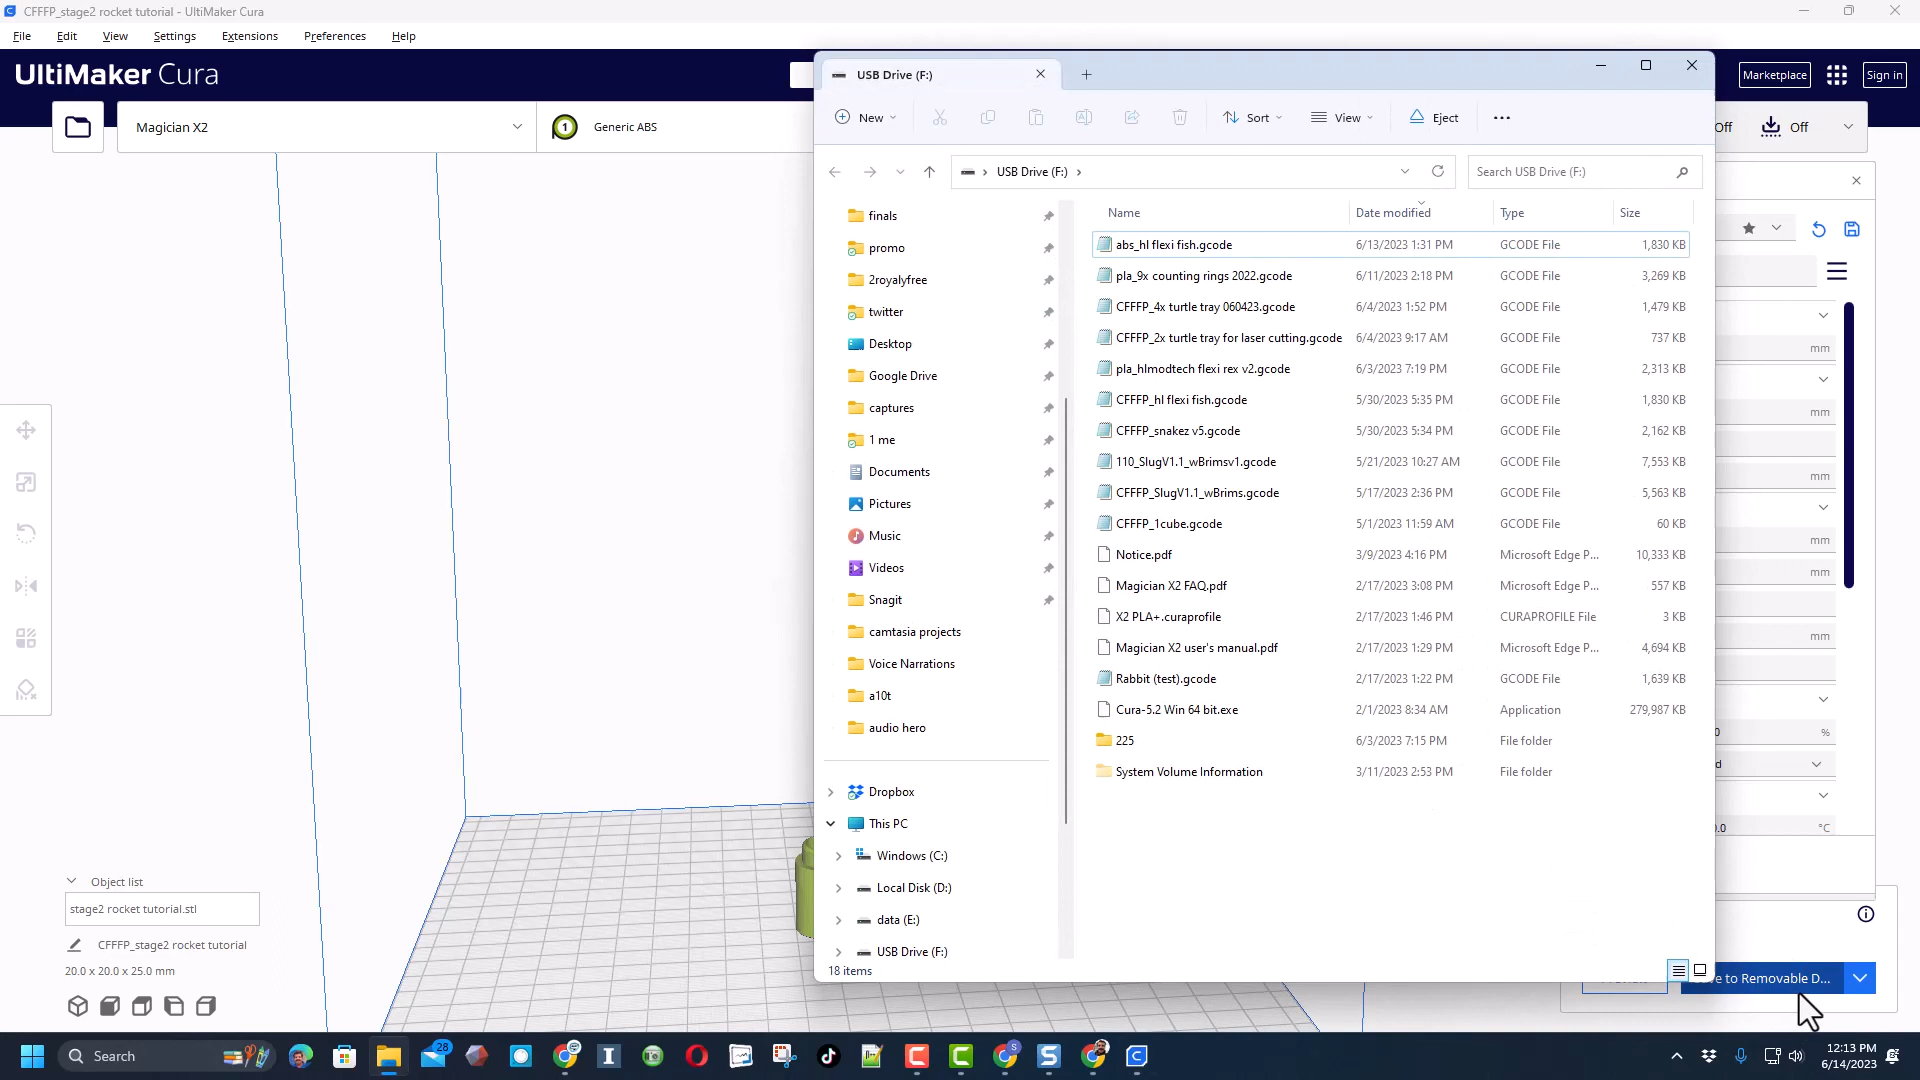 CFFFP_stage2 rocket tutorial - UltiMaker Cura
File Edit View Settings Extensions Preferences Help
UltiMaker Cura
Marketplace
Sign in
Magician X2
1
Generic ABS
Off
Off
USB Drive (F:)
New
Sort
View
Eject
USB Drive (F:)
Search USB Drive (F:)
finals
promo
2royalyfree
twitter
Desktop
Google Drive
captures
1 me
Documents
Pictures
Music
Videos
Snagit
camtasia projects
Voice Narrations
a10t
audio hero
Dropbox
This PC
Windows (C:)
Local Disk (D:)
data (E:)
USB Drive (F:)
18 items
Name Date modified Type Size
abs_hl flexi fish.gcode 6/13/2023 1:31 PM GCODE File 1,830 KB
pla_9x counting rings 2022.gcode 6/11/2023 2:18 PM GCODE File 3,269 KB
CFFFP_4x turtle tray 060423.gcode 6/4/2023 1:52 PM GCODE File 1,479 KB
CFFFP_2x turtle tray for laser cutting.gcode 6/4/2023 9:17 AM GCODE File 737 KB
pla_hlmodtech flexi rex v2.gcode 6/3/2023 7:19 PM GCODE File 2,313 KB
CFFFP_hl flexi fish.gcode 5/30/2023 5:35 PM GCODE File 1,830 KB
CFFFP_snakez v5.gcode 5/30/2023 5:34 PM GCODE File 2,162 KB
110_SlugV1.1_wBrimsv1.gcode 5/21/2023 10:27 AM GCODE File 7,553 KB
CFFFP_SlugV1.1_wBrims.gcode 5/17/2023 2:36 PM GCODE File 5,563 KB
CFFFP_1cube.gcode 5/1/2023 11:59 AM GCODE File 60 KB
Notice.pdf 3/9/2023 4:16 PM Microsoft Edge P... 10,333 KB
Magician X2 FAQ.pdf 2/17/2023 3:08 PM Microsoft Edge P... 557 KB
X2 PLA+.curaprofile 2/17/2023 1:46 PM CURAPROFILE File 3 KB
Magician X2 user's manual.pdf 2/17/2023 1:29 PM Microsoft Edge P... 4,694 KB
Rabbit (test).gcode 2/17/2023 1:22 PM GCODE File 1,639 KB
Cura-5.2 Win 64 bit.exe 2/1/2023 8:34 AM Application 279,987 KB
225 6/3/2023 7:15 PM File folder
System Volume Information 3/11/2023 2:53 PM File folder
mm
mm
mm
mm
mm
mm
%
°C
to Removable D...
Object list
stage2 rocket tutorial.stl
CFFFP_stage2 rocket tutorial
20.0 x 20.0 x 25.0 mm
Search
28
12:13 PM
6/14/2023